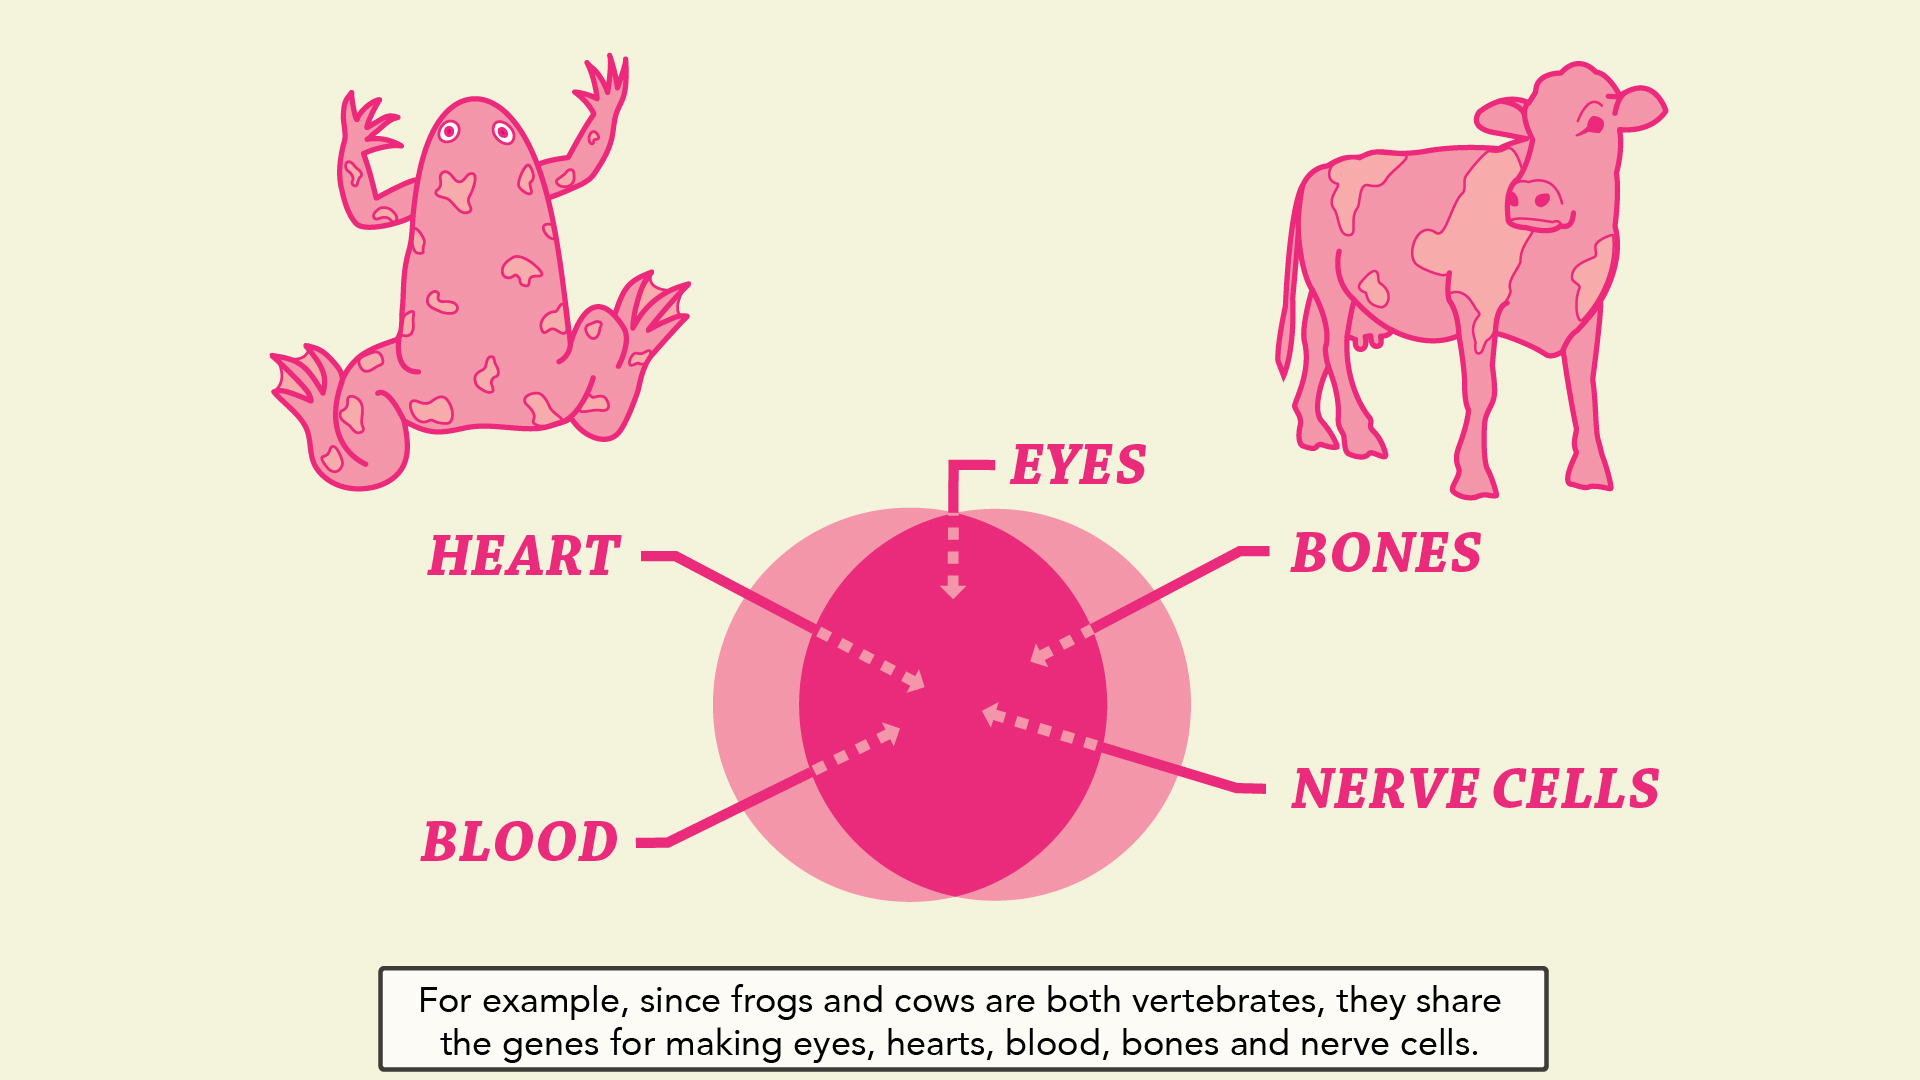 EYES
HEART
BONES
NERVE CELLS
BLOOD
For example, since frogs and cows are both vertebrates, they share
the genes for making eyes, hearts, blood, bones and nerve cells.